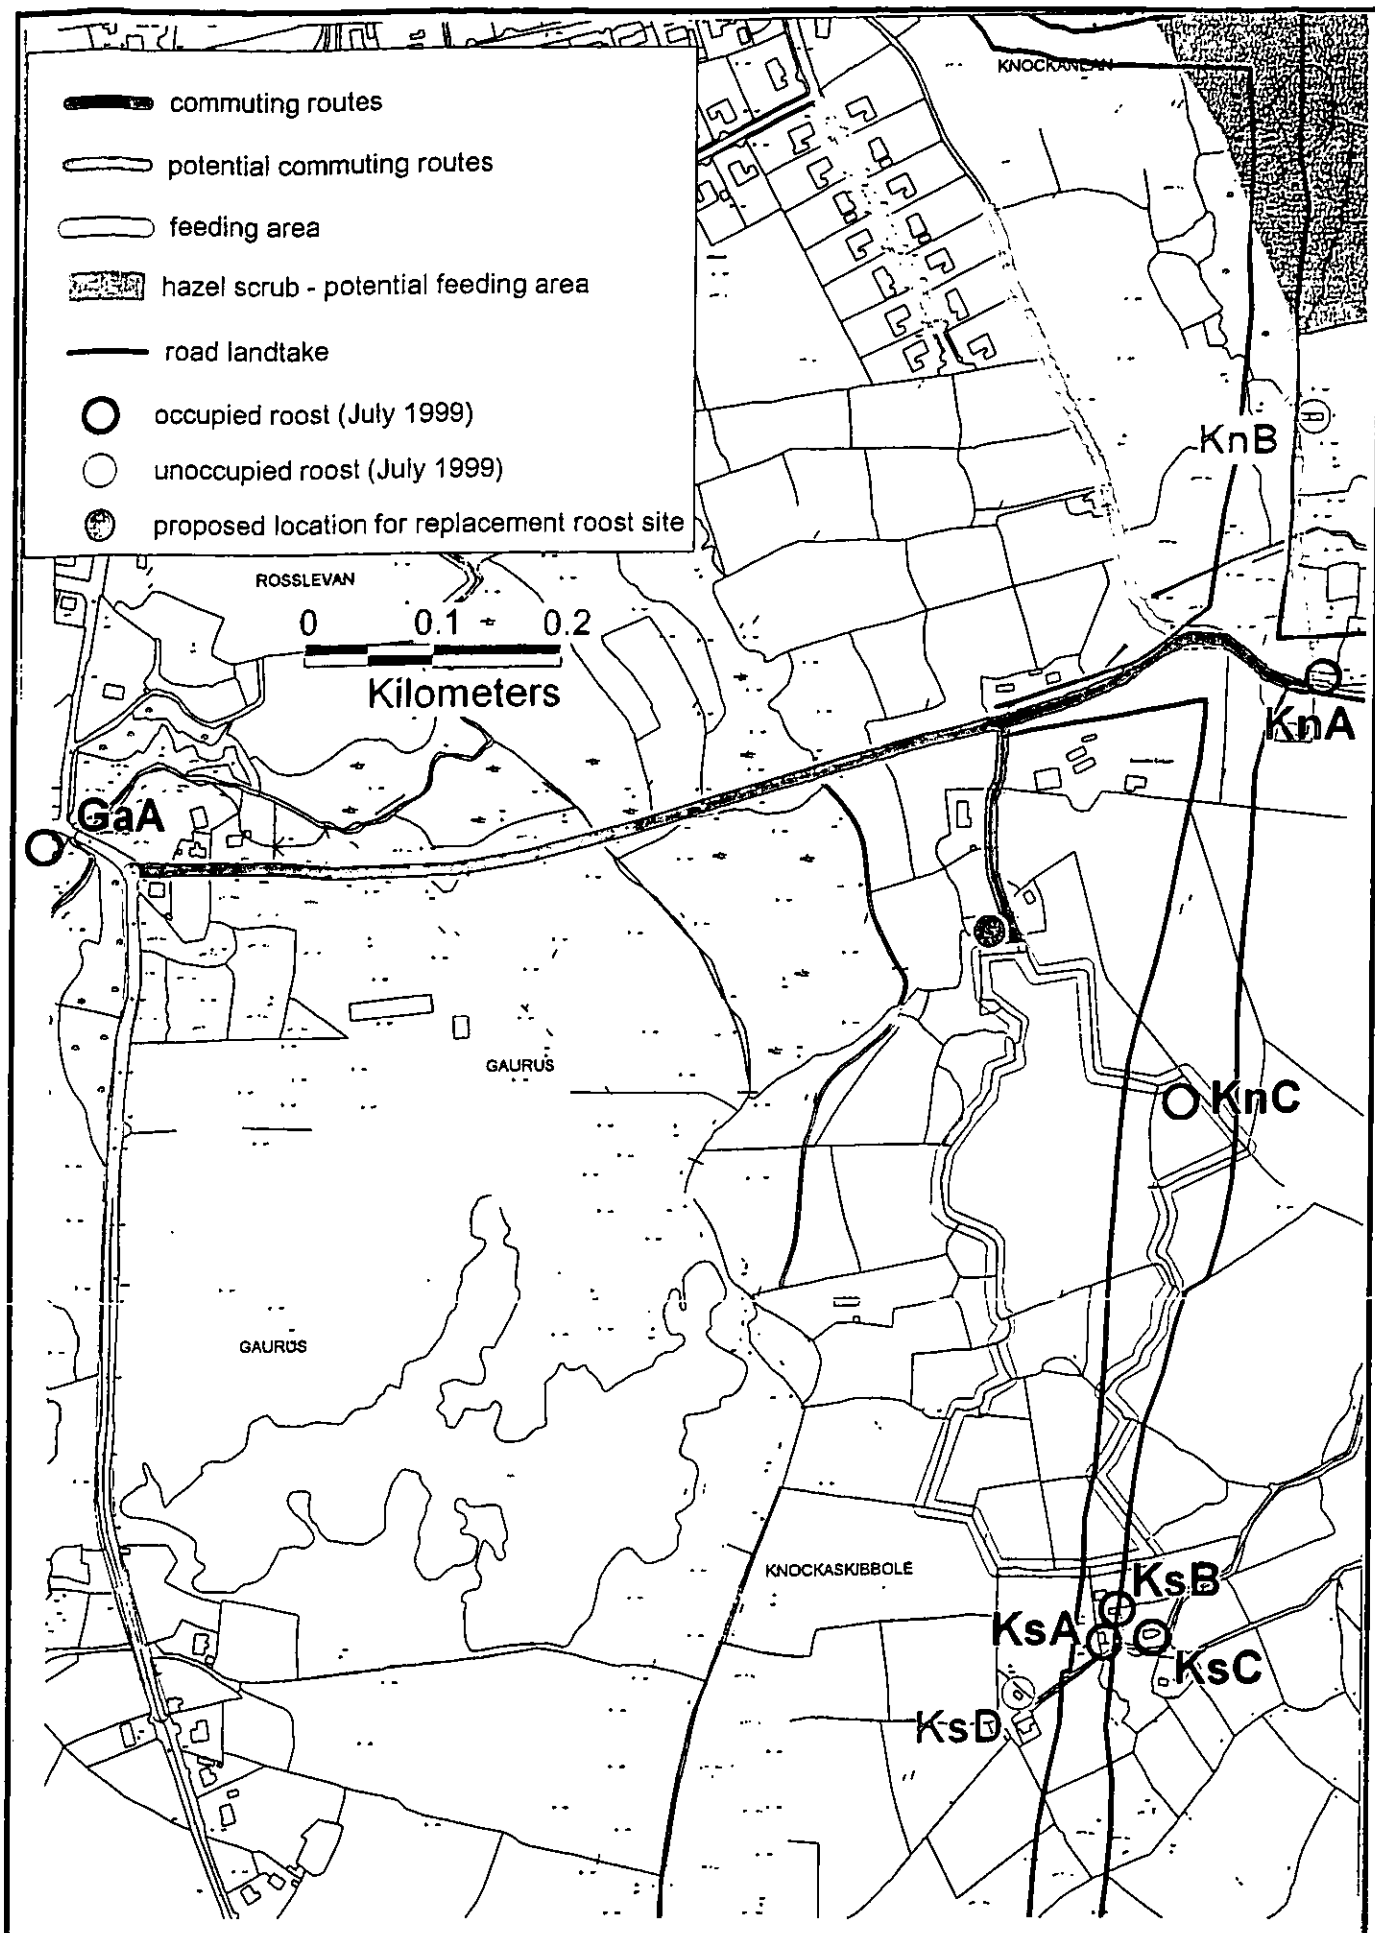 commuting routes
potential commuting routes
feeding area
hazel scrub - potential feeding area
road landtake
occupied roost (July 1999)
unoccupied roost (July 1999)
proposed location for replacement roost site
KNOCKANEAN
KnB
ROSSLEVAN
0 0.1 0.2
Kilometers
KnA
GaA
GAURUS
KnC
GAURUS
KNOCKASKIBBOLE
KsB
KsA
KsC
KsD